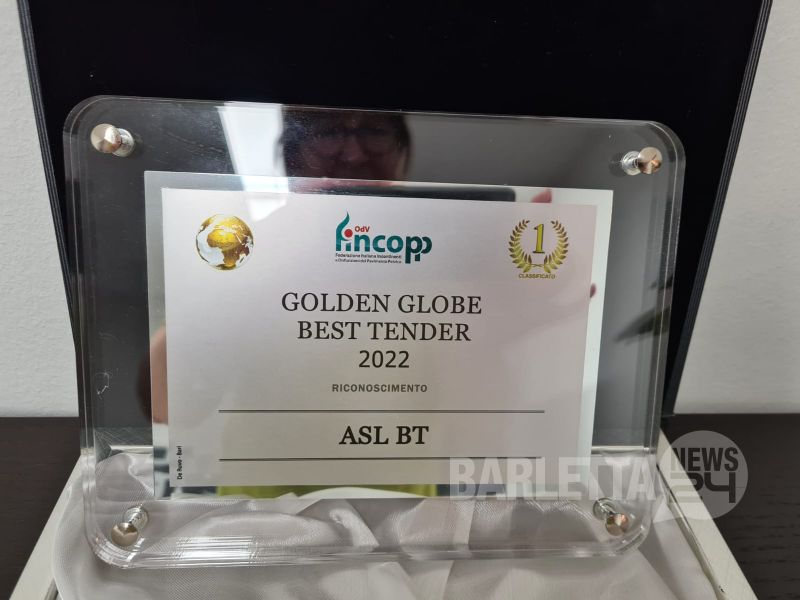 OdV
Fincopp
Federazione Italiana Incontinenti
e Disfunzioni del Pavimento Pelvico
1
CLASSIFICATO
GOLDEN GLOBE
BEST TENDER
2022
RICONOSCIMENTO
ASL BT
De Ruvo - Bari
BARLETTA NEWS 24